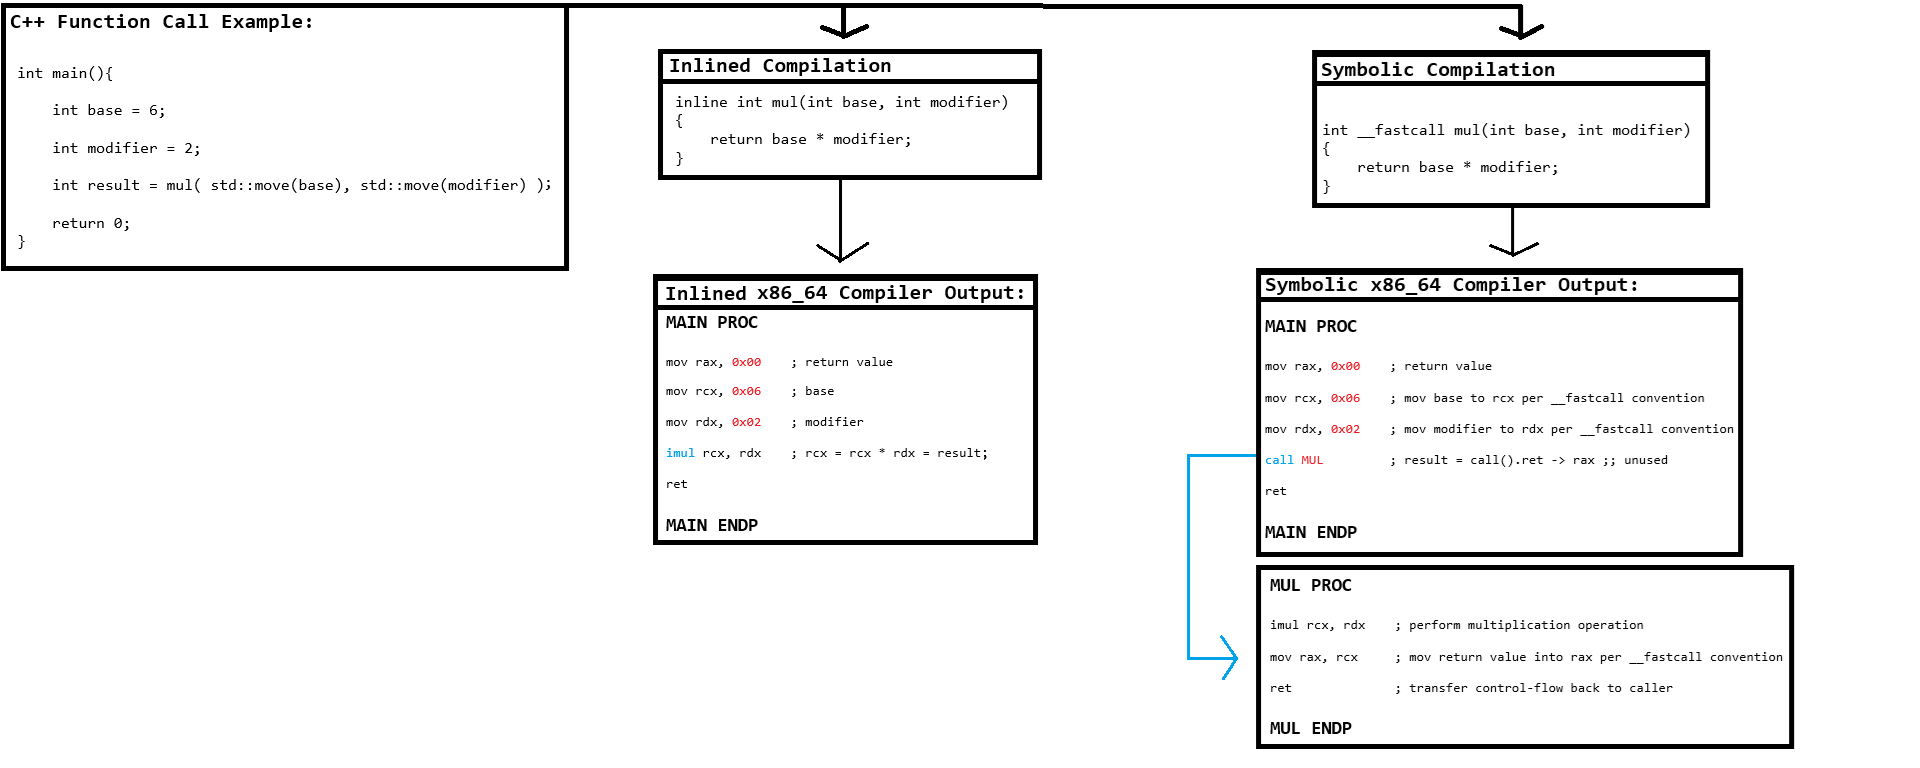 C++ Function Call Example:
int main(){
int base = 6;
int modifier = 2;
int result = mul( std::move(base), std::move(modifier) );
return 0;
}
Inlined Compilation
inline int mul(int base, int modifier)
{
return base * modifier;
}
Inlined x86_64 Compiler Output:
MAIN PROC
mov rax, 0x00 ; return value
mov rcx, 0x06 ; base
mov rdx, 0x02 ; modifier
imul rcx, rdx ; rcx = rcx * rdx = result;
ret
MAIN ENDP
Symbolic Compilation
int __fastcall mul(int base, int modifier)
{
return base * modifier;
}
Symbolic x86_64 Compiler Output:
MAIN PROC
mov rax, 0x00 ; return value
mov rcx, 0x06 ; mov base to rcx per __fastcall convention
mov rdx, 0x02 ; mov modifier to rdx per __fastcall convention
call MUL ; result = call().ret -> rax ;; unused
ret
MAIN ENDP
MUL PROC
imul rcx, rdx ; perform multiplication operation
mov rax, rcx ; mov return value into rax per __fastcall convention
ret ; transfer control-flow back to caller
MUL ENDP